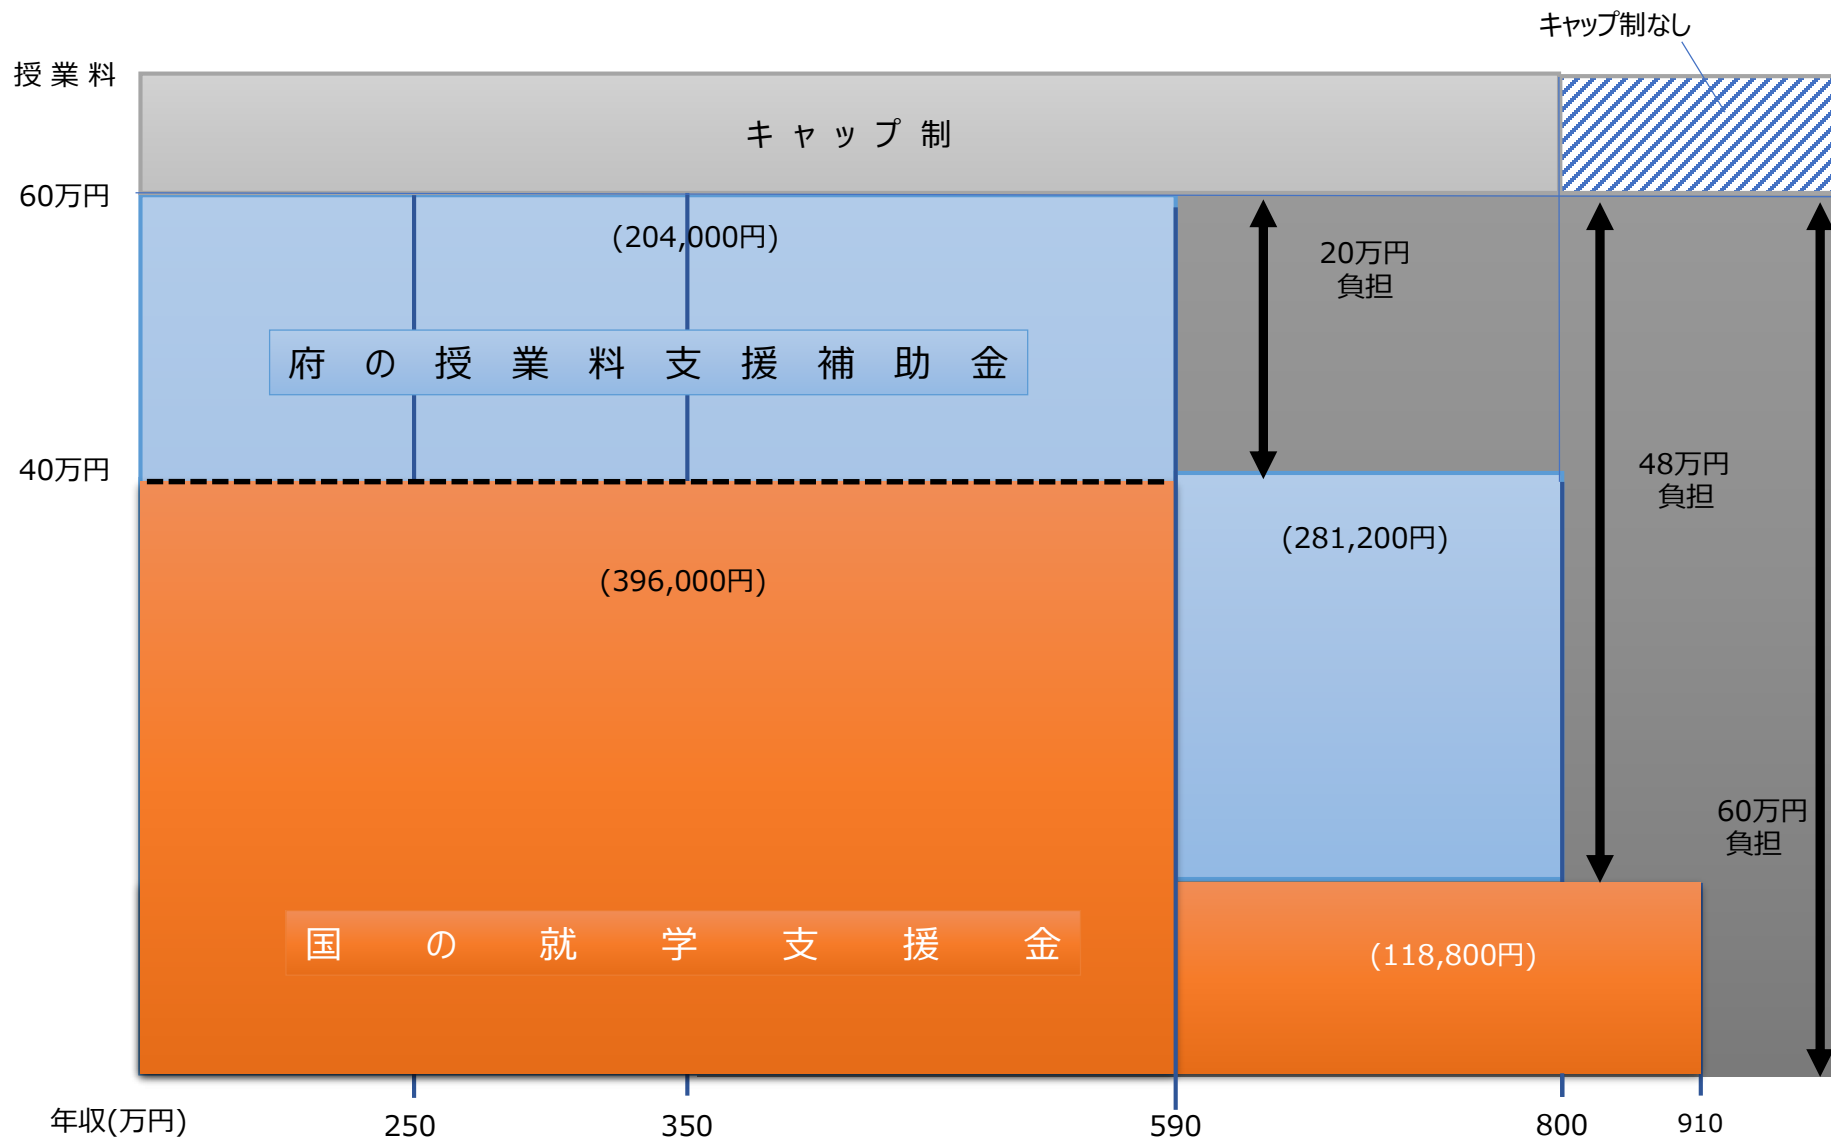 キャップ制なし
授業料
キャップ制
60万円
(204,000円)
20万円
負担
府の授業料支援補助金
40万円
48万円
負担
(281,200円)
(396,000円)
60万円
負担
国の就学支援金
(118,800円)
年収(万円)
250
350
590
800
910